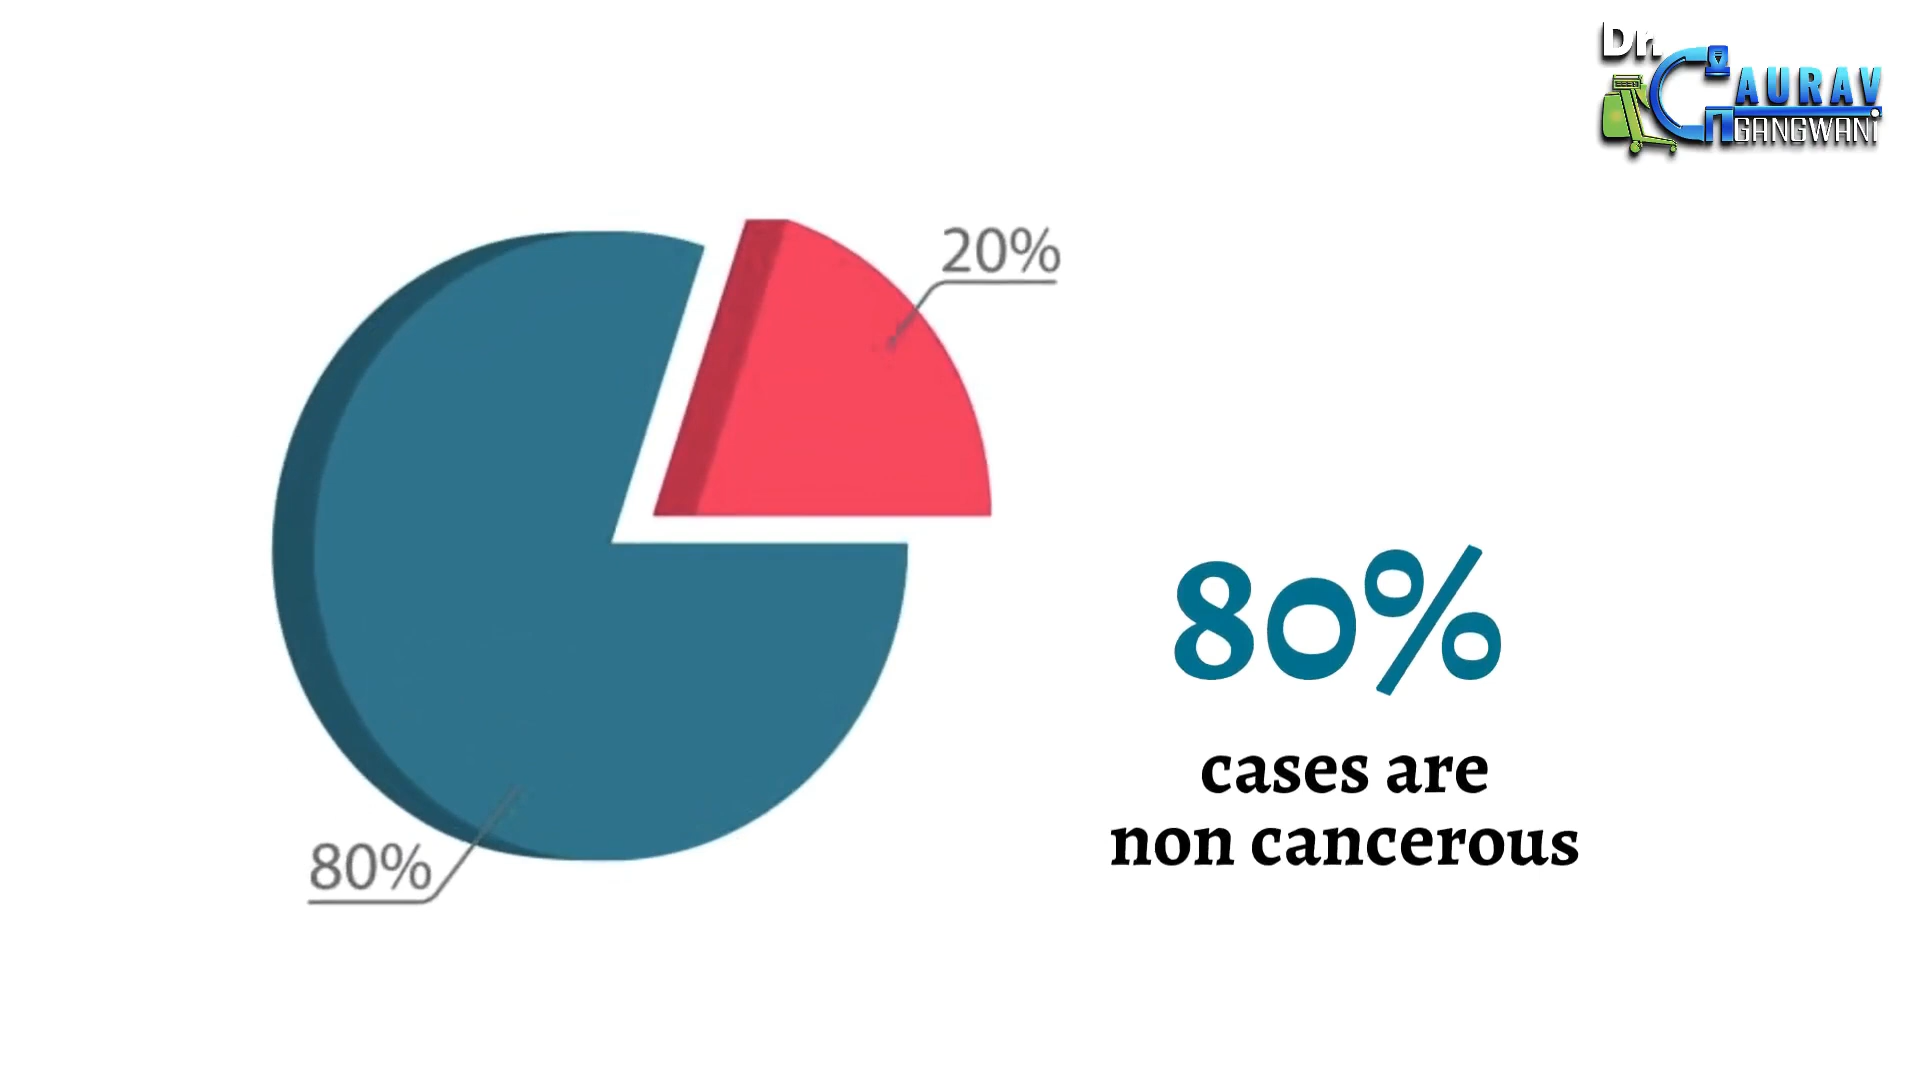 Dr.
GAURAV
GANGWANI
20%
80%
80%
cases are
non cancerous